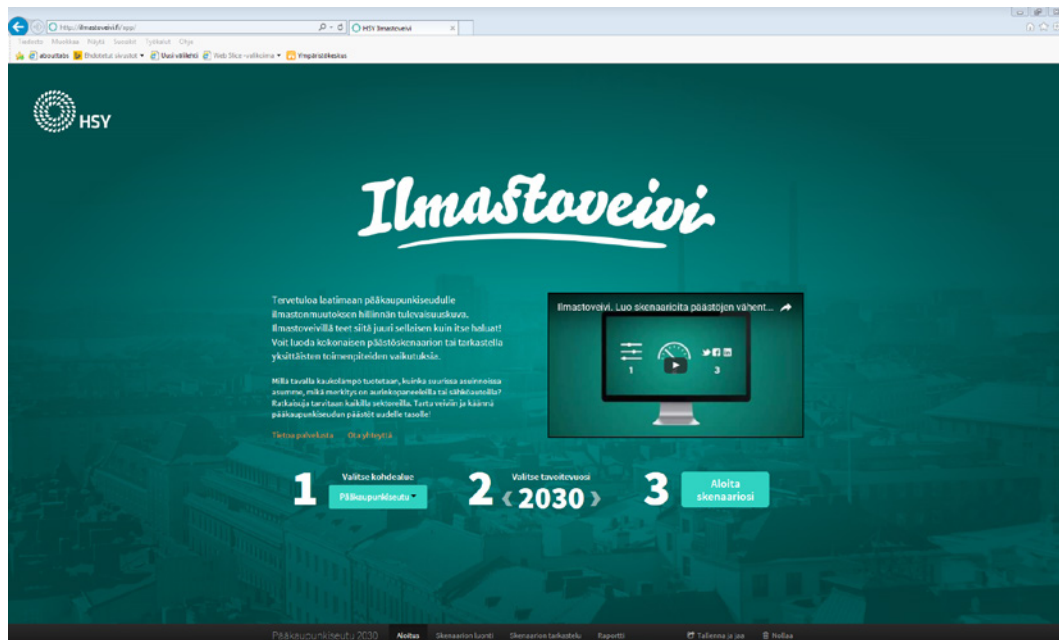 http://ilmastoveivi.fi/app/
HSY Ilmastoveivi
Tiedosto Muokkaa Näytä Suosikit Työkalut Ohje
abouttabs Ehdotetut sivustot Uusi välilehti Web Slice -valikoima Ympäristökeskus
HSY
Ilmastoveivi
Tervetuloa laatimaan pääkaupunkiseudulle
ilmastonmuutoksen hillinnän tulevaisuuskuva.
Ilmastoveivillä teet siitä juuri sellaisen kuin itse haluat!
Voit luoda kokonaisen päästöskenaarion tai tarkastella
yksittäisten toimenpiteiden vaikutuksia.
Millä tavalla kaukolämpö tuotetaan, kuinka suurissa asunnoissa
asumme, mikä merkitys on aurinkopaneeleilla tai sähköautoilla?
Ratkaisuja tarvitaan kaikilla sektoreilla. Tartu veiviin ja käännä
pääkaupunkiseudun päästöt uudelle tasolle!
Tietoa palvelusta Ota yhteyttä
Ilmastoveivi. Luo skenaarioita päästöjen vähent...
1 3
1 Valitse kohdealue
Pääkaupunkiseutu
2 Valitse tavoitevuosi
2030
3 Aloita
skenaariosi
Pääkaupunkiseutu 2030 Aloitus Skenaarion luonti Skenaarion tarkastelu Raportti Tallenna ja jaa Nollaa